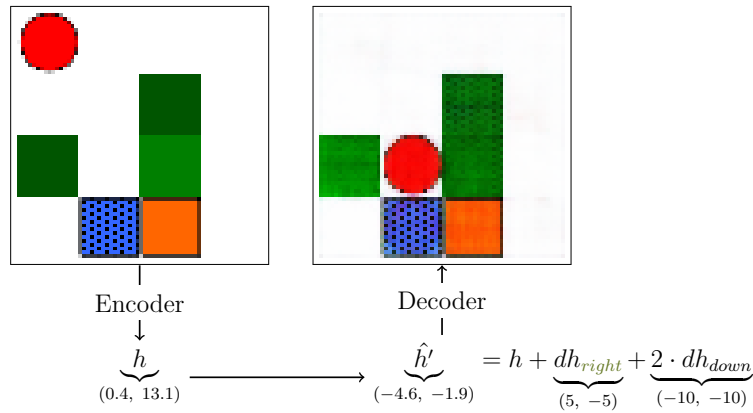 Encoder Decoder
h ĥ′ = h + dh_right + 2 · dh_down
(0.4, 13.1) (−4.6, −1.9) (5, −5) (−10, −10)